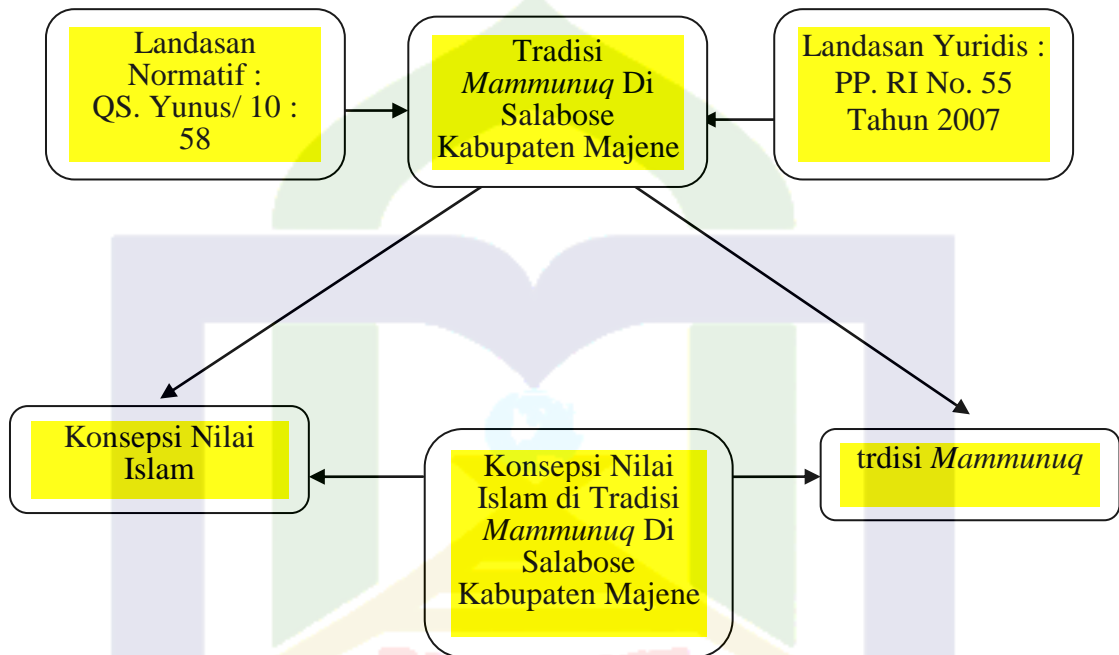 Landasan
Normatif :
QS. Yunus/ 10 :
58
Tradisi
Mammunuq Di
Salabose
Kabupaten Majene
Landasan Yuridis :
PP. RI No. 55
Tahun 2007
Konsepsi Nilai
Islam
Konsepsi Nilai
Islam di Tradisi
Mammunuq Di
Salabose
Kabupaten Majene
trdisi Mammunuq